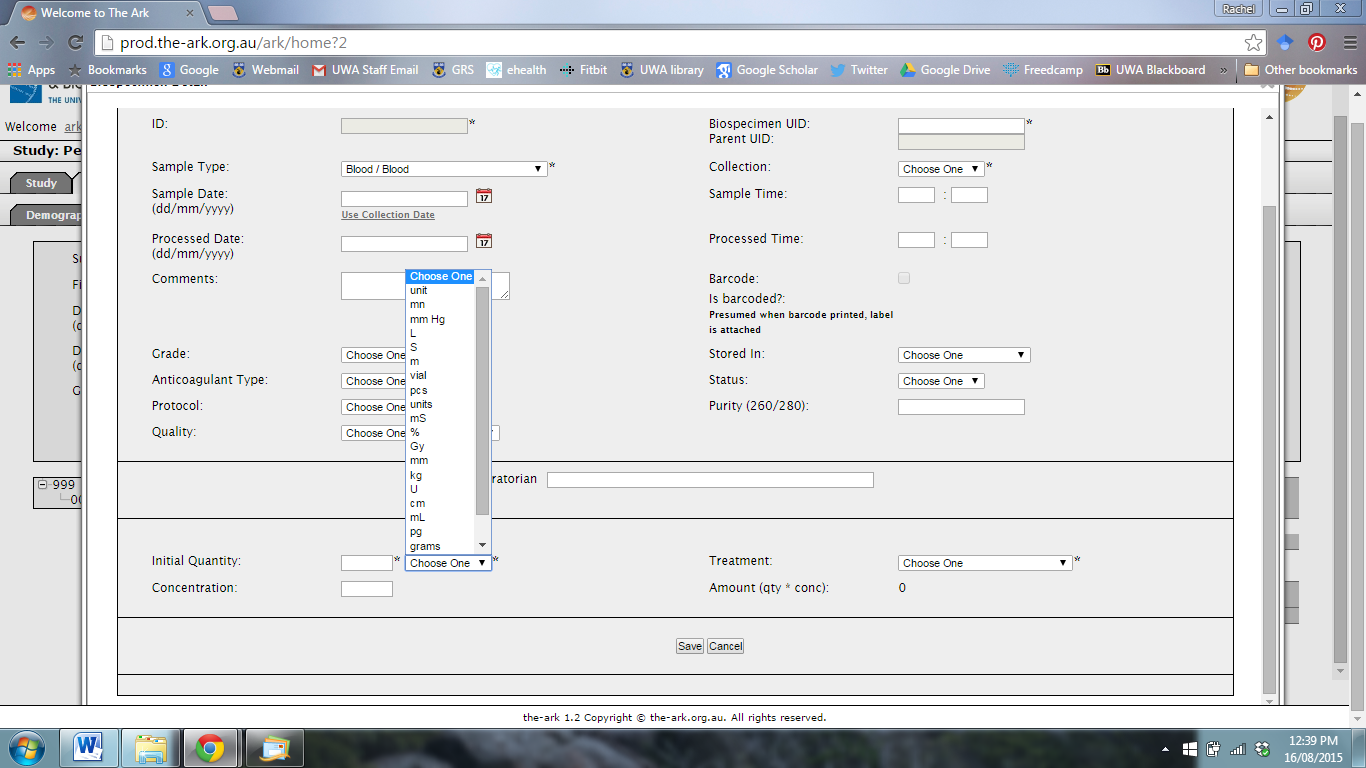 Welcome to The Ark
Rachel
prod.the-ark.org.au/ark/home?2
Apps Bookmarks Google Webmail UWA Staff Email GRS ehealth Fitbit UWA library Google Scholar Twitter Google Drive Freedcamp Bb UWA Blackboard » Other bookmarks
THE UNIV
Welcome ark
Study: Pe
Study
Demograp
ID: * Biospecimen UID: *
Parent UID:
Sample Type: Blood / Blood * Collection: Choose One *
Sample Date: 17 Sample Time: :
(dd/mm/yyyy)
Use Collection Date
Processed Date: 17 Processed Time: :
(dd/mm/yyyy)
Comments: Barcode:
Is barcoded?:
Presumed when barcode printed, label
is attached
Grade: Choose One Stored In: Choose One
Anticoagulant Type: Choose One Status: Choose One
Protocol: Choose One Purity (260/280):
Quality: Choose One
Choose One
unit
mn
mm Hg
L
S
m
vial
pcs
units
mS
%
Gy
mm
kg
U
cm
mL
pg
grams
999
ratorian
Initial Quantity: * Choose One * Treatment: Choose One *
Concentration: Amount (qty * conc): 0
Save Cancel
the-ark 1.2 Copyright © the-ark.org.au. All rights reserved.
12:39 PM
16/08/2015